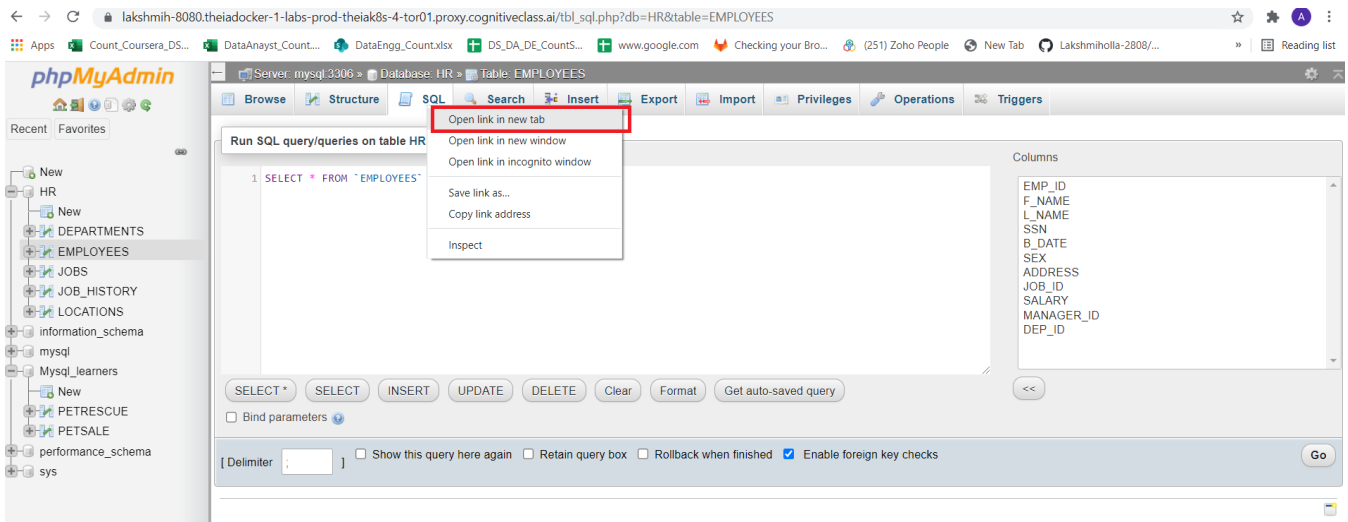 lakshmih-8080.theiadocker-1-labs-prod-theiak8s-4-tor01.proxy.cognitiveclass.ai/tbl_sql.php?db=HR&table=EMPLOYEES
A
Apps Count_Coursera_DS... DataAnayst_Count.... DataEngg_Count.xlsx DS_DA_DE_CountS... www.google.com Checking your Bro... (251) Zoho People New Tab Lakshmiholla-2808/... » Reading list
phpMyAdmin
Recent Favorites
New
HR
New
DEPARTMENTS
EMPLOYEES
JOBS
JOB_HISTORY
LOCATIONS
information_schema
mysql
Mysql_learners
New
PETRESCUE
PETSALE
performance_schema
sys
Server: mysql:3306 » Database: HR » Table: EMPLOYEES
Browse Structure SQL Search Insert Export Import Privileges Operations Triggers
Open link in new tab
Open link in new window
Open link in incognito window
Save link as...
Copy link address
Inspect
Run SQL query/queries on table HR
1 SELECT * FROM `EMPLOYEES`
Columns
EMP_ID
F_NAME
L_NAME
SSN
B_DATE
SEX
ADDRESS
JOB_ID
SALARY
MANAGER_ID
DEP_ID
SELECT * SELECT INSERT UPDATE DELETE Clear Format Get auto-saved query <<
Bind parameters
[ Delimiter ; ] Show this query here again Retain query box Rollback when finished Enable foreign key checks Go